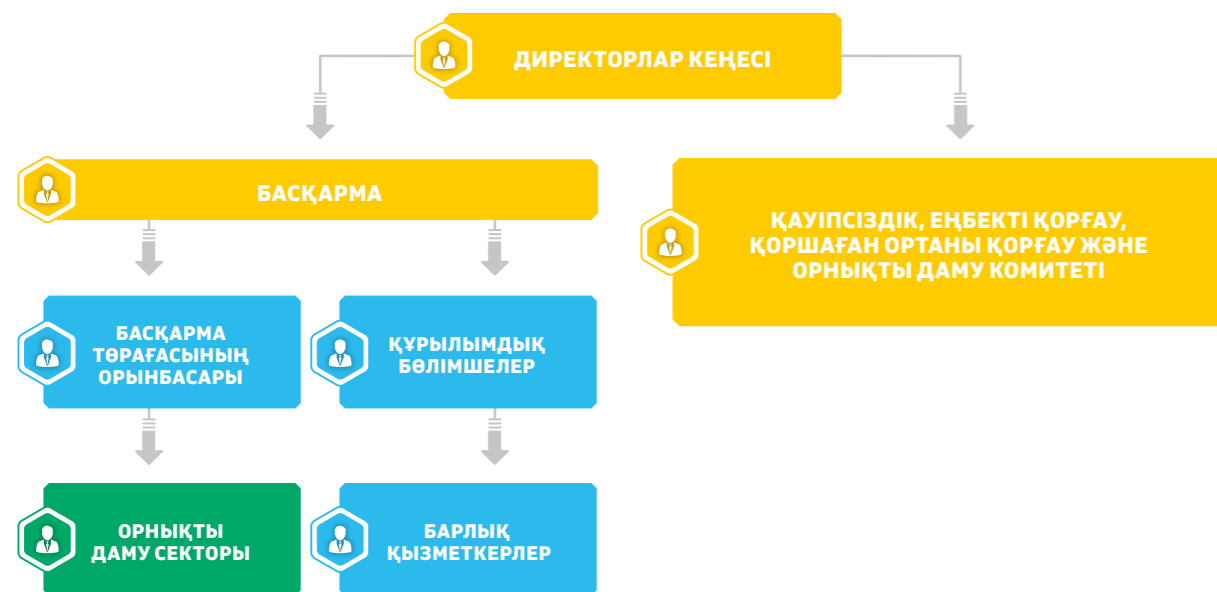 ДИРЕКТОРЛАР КЕҢЕСІ
БАСҚАРМА
ҚАУІПСІЗДІК, ЕҢБЕКТІ ҚОРҒАУ,
ҚОРШАҒАН ОРТАНЫ ҚОРҒАУ ЖӘНЕ
ОРНЫҚТЫ ДАМУ КОМИТЕТІ
БАСҚАРМА
ТӨРАҒАСЫНЫҢ
ОРЫНБАСАРЫ
ҚҰРЫЛЫМДЫҚ
БӨЛІМШЕЛЕР
ОРНЫҚТЫ
ДАМУ СЕКТОРЫ
БАРЛЫҚ
ҚЫЗМЕТКЕРЛЕР